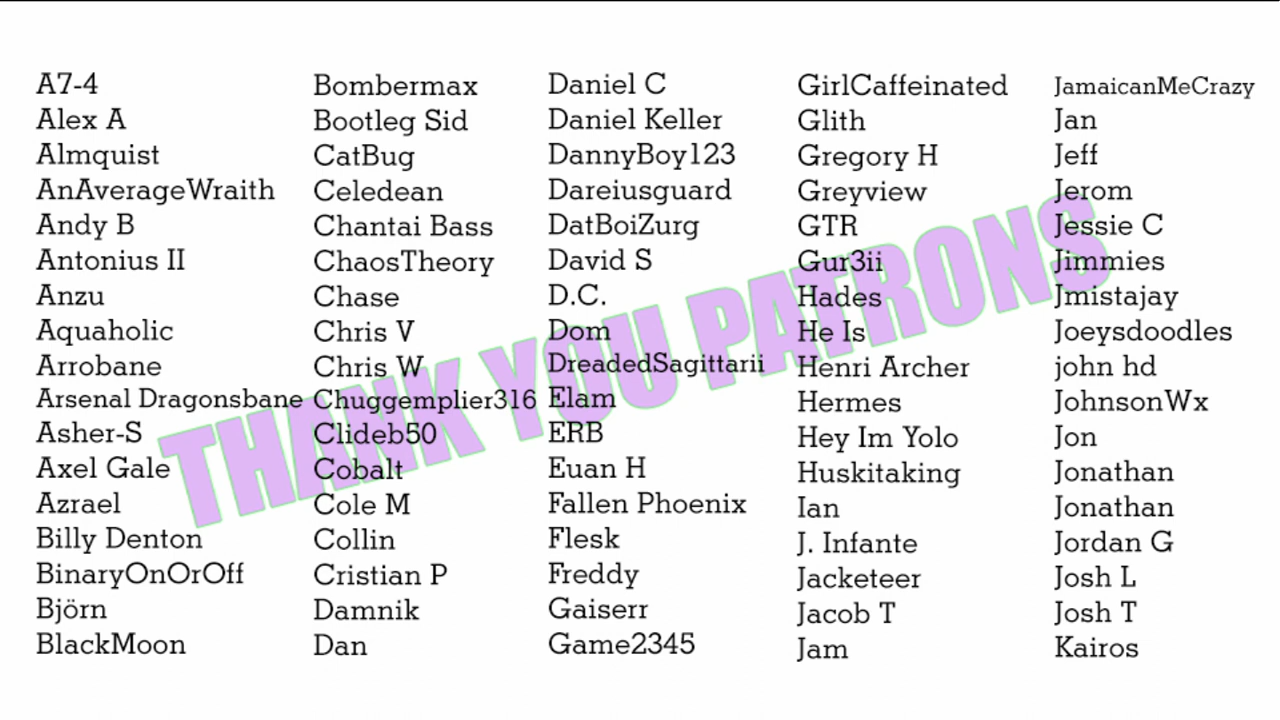 A7-4
Alex A
Almquist
AnAverageWraith
Andy B
Antonius II
Anzu
Aquaholic
Arrobane
Arsenal Dragonsbane
Asher-S
Axel Gale
Azrael
Billy Denton
BinaryOnOrOff
Björn
BlackMoon
Bombermax
Bootleg Sid
CatBug
Celedean
Chantai Bass
ChaosTheory
Chase
Chris V
Chris W
Chuggemplier316
Clideb50
Cobalt
Cole M
Collin
Cristian P
Damnik
Dan
Daniel C
Daniel Keller
DannyBoy123
Dareiusguard
DatBoiZurg
David S
D.C.
Dom
DreadedSagittarii
Elam
ERB
Euan H
Fallen Phoenix
Flesk
Freddy
Gaiserr
Game2345
GirlCaffeinated
Glith
Gregory H
Greyview
GTR
Gur3ii
Hades
He Is
Henri Archer
Hermes
Hey Im Yolo
Huskitaking
Ian
J. Infante
Jacketeer
Jacob T
Jam
JamaicanMeCrazy
Jan
Jeff
Jerom
Jessie C
Jimmies
Jmistajay
Joeysdoodles
john hd
JohnsonWx
Jon
Jonathan
Jonathan
Jordan G
Josh L
Josh T
Kairos
THANK YOU PATRONS